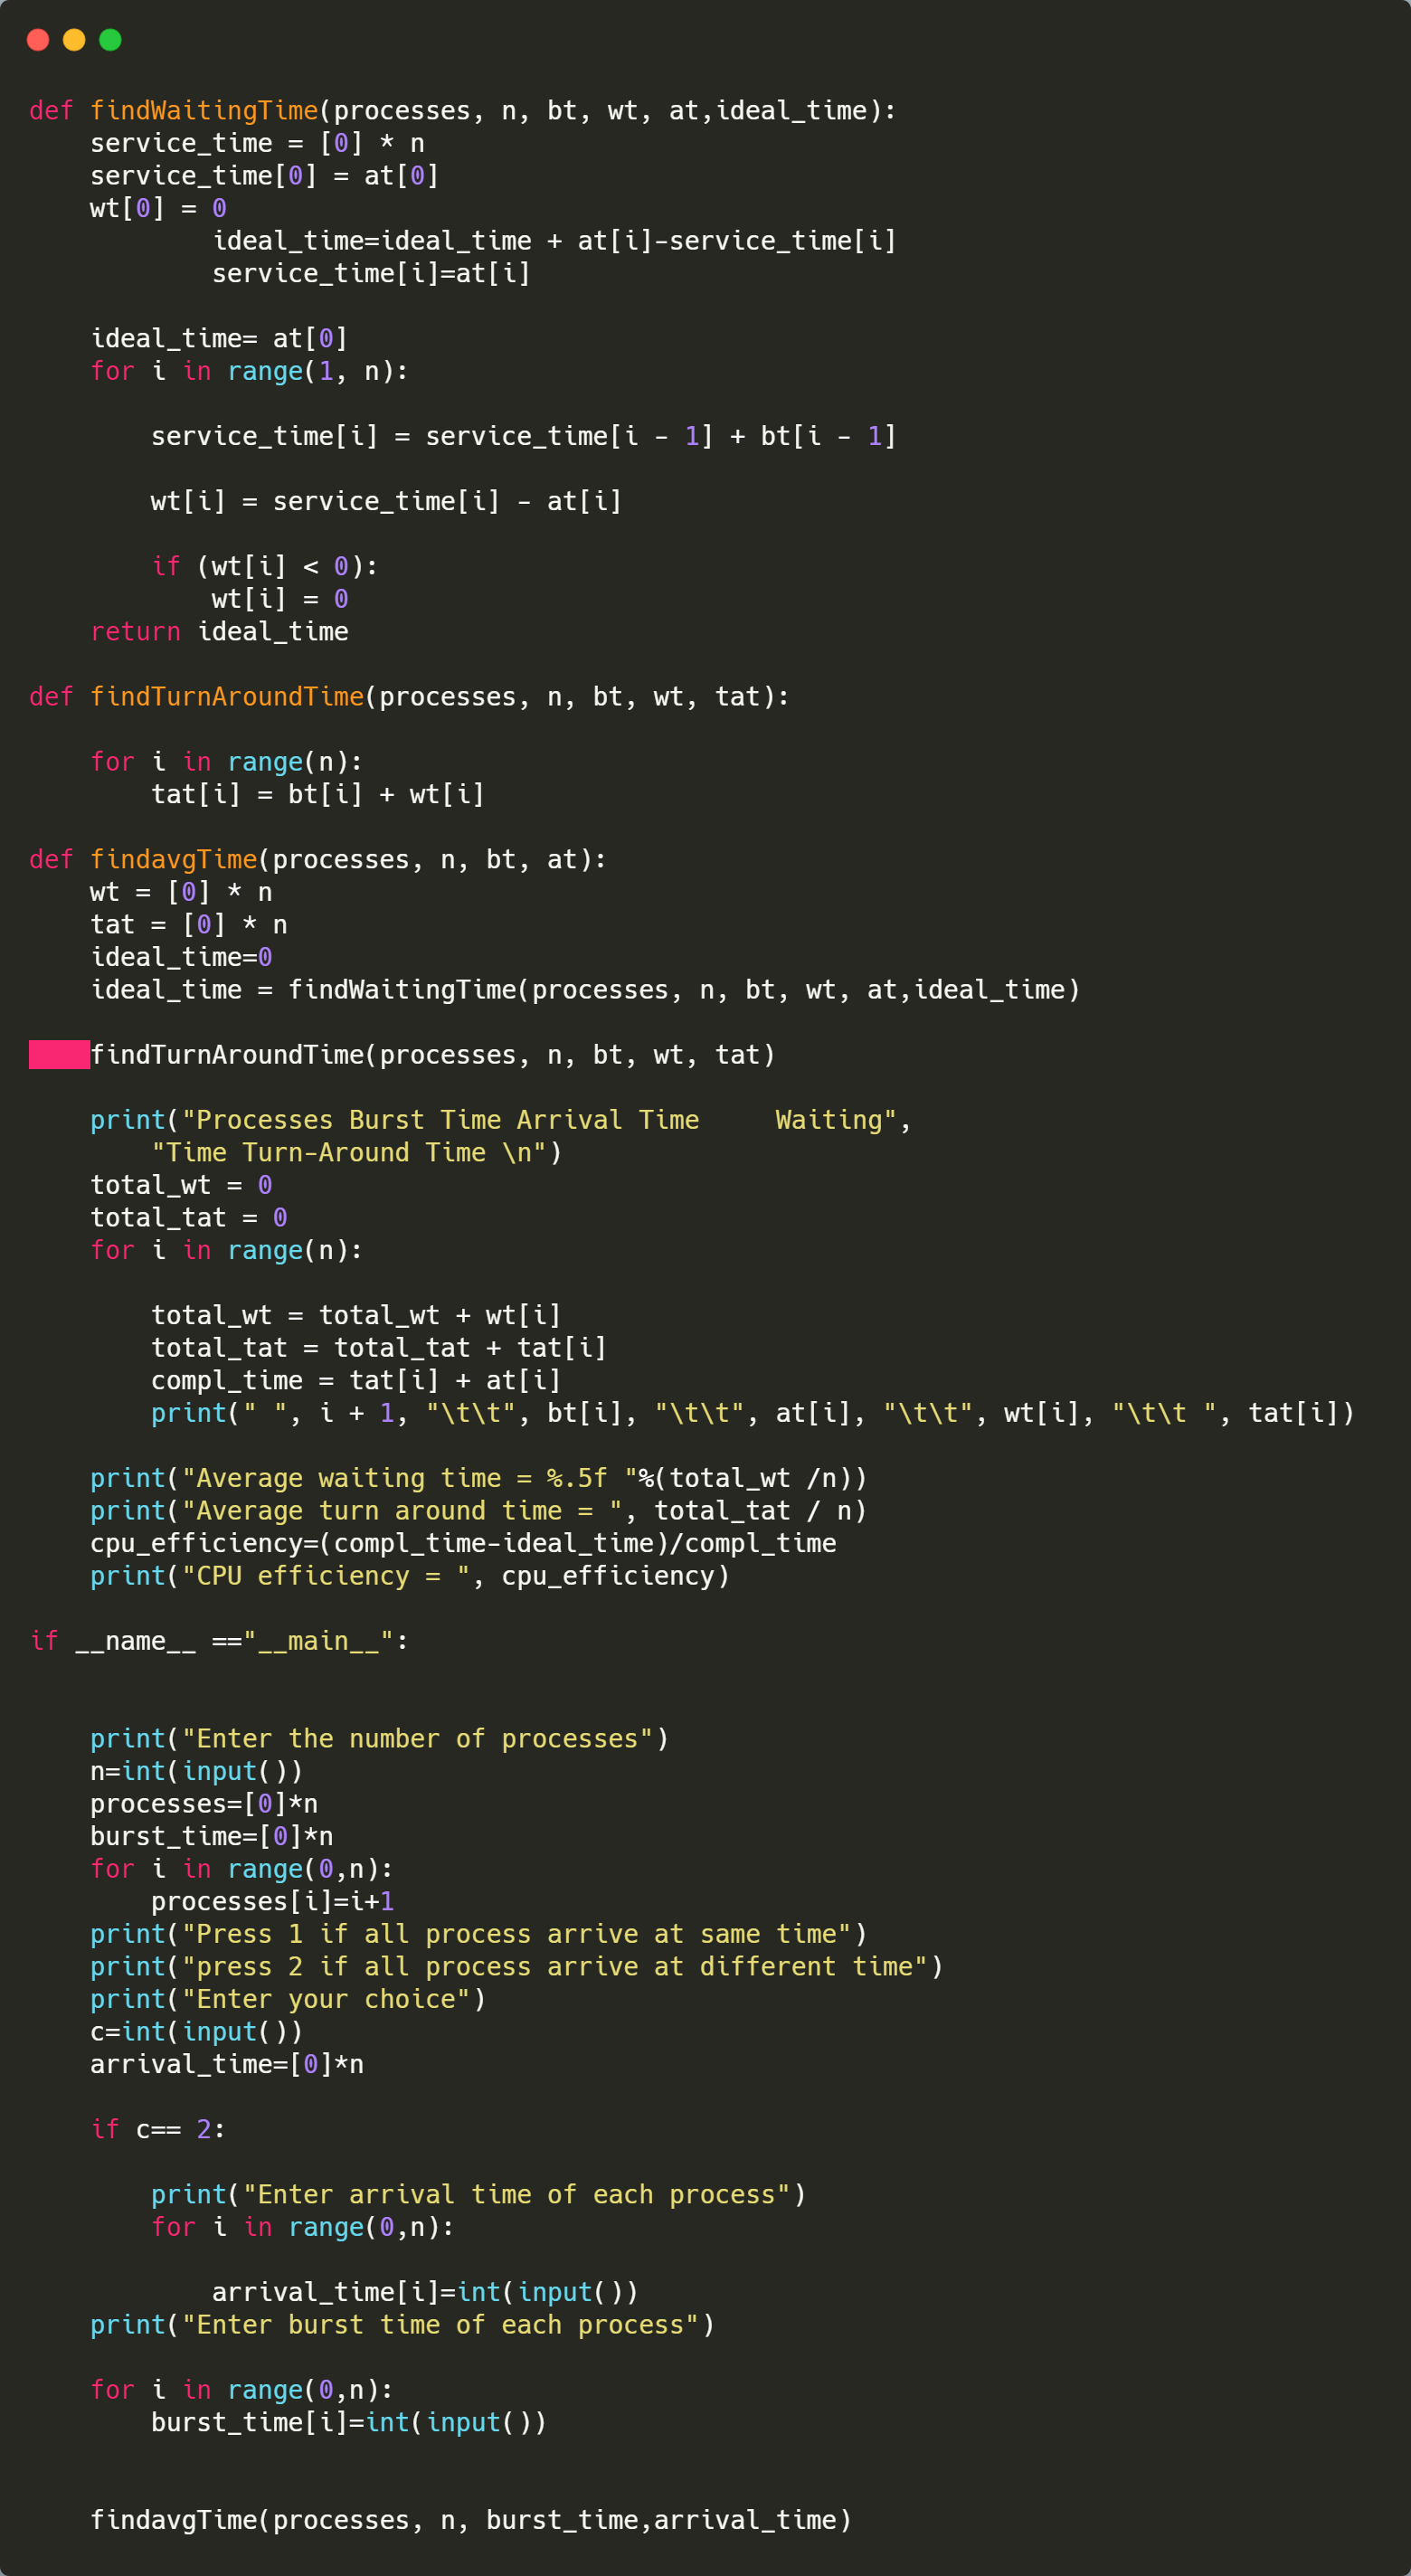 def findWaitingTime(processes, n, bt, wt, at,ideal_time):
    service_time = [0] * n
    service_time[0] = at[0]
    wt[0] = 0
            ideal_time=ideal_time + at[i]-service_time[i]
            service_time[i]=at[i]

    ideal_time= at[0]
    for i in range(1, n):

        service_time[i] = service_time[i - 1] + bt[i - 1]

        wt[i] = service_time[i] - at[i]

        if (wt[i] < 0):
            wt[i] = 0
    return ideal_time

def findTurnAroundTime(processes, n, bt, wt, tat):

    for i in range(n):
        tat[i] = bt[i] + wt[i]

def findavgTime(processes, n, bt, at):
    wt = [0] * n
    tat = [0] * n
    ideal_time=0
    ideal_time = findWaitingTime(processes, n, bt, wt, at,ideal_time)

    findTurnAroundTime(processes, n, bt, wt, tat)

    print("Processes Burst Time Arrival Time     Waiting",
        "Time Turn-Around Time \n")
    total_wt = 0
    total_tat = 0
    for i in range(n):

        total_wt = total_wt + wt[i]
        total_tat = total_tat + tat[i]
        compl_time = tat[i] + at[i]
        print(" ", i + 1, "\t\t", bt[i], "\t\t", at[i], "\t\t", wt[i], "\t\t ", tat[i])

    print("Average waiting time = %.5f "%(total_wt /n))
    print("Average turn around time = ", total_tat / n)
    cpu_efficiency=(compl_time-ideal_time)/compl_time
    print("CPU efficiency = ", cpu_efficiency)

if __name__ =="__main__":


    print("Enter the number of processes")
    n=int(input())
    processes=[0]*n
    burst_time=[0]*n
    for i in range(0,n):
        processes[i]=i+1
    print("Press 1 if all process arrive at same time")
    print("press 2 if all process arrive at different time")
    print("Enter your choice")
    c=int(input())
    arrival_time=[0]*n

    if c== 2:

        print("Enter arrival time of each process")
        for i in range(0,n):

            arrival_time[i]=int(input())
    print("Enter burst time of each process")

    for i in range(0,n):
        burst_time[i]=int(input())


    findavgTime(processes, n, burst_time,arrival_time)